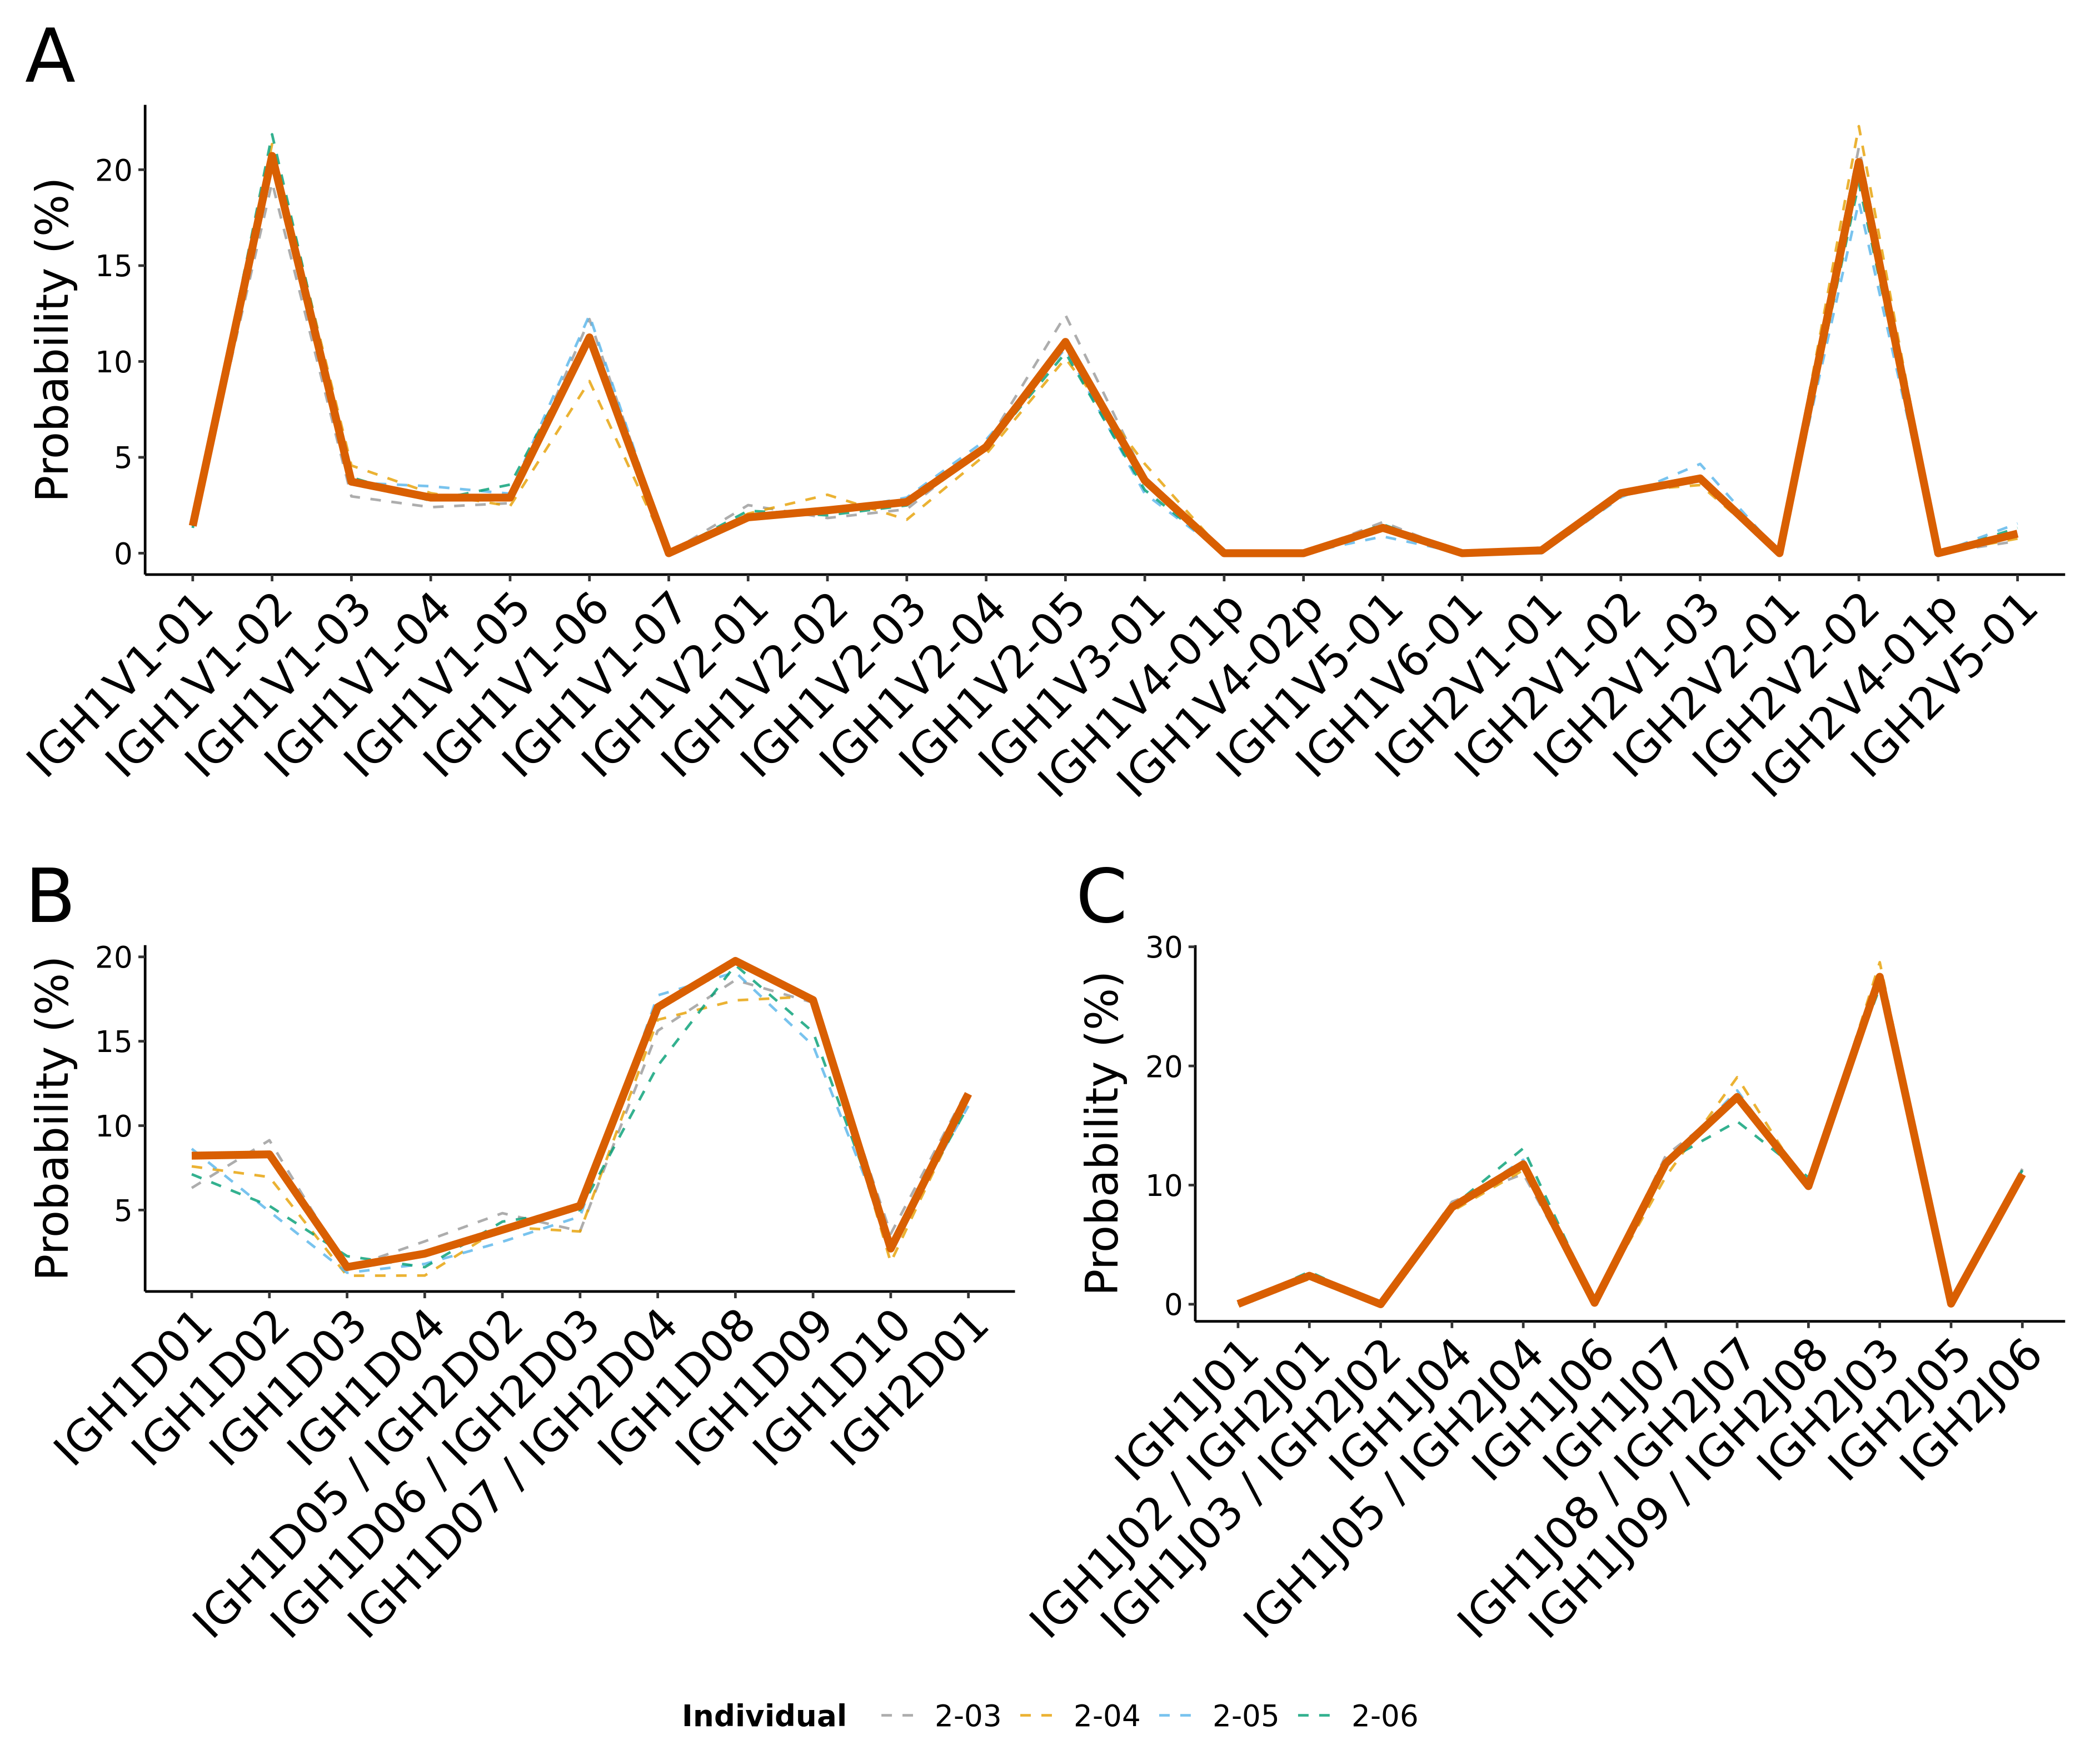 A
Probability (%)
20
15
10
5
0
IGH1V1-01
IGH1V1-02
IGH1V1-03
IGH1V1-04
IGH1V1-05
IGH1V1-06
IGH1V1-07
IGH1V2-01
IGH1V2-02
IGH1V2-03
IGH1V2-04
IGH1V2-05
IGH1V3-01
IGH1V4-01p
IGH1V4-02p
IGH1V5-01
IGH1V6-01
IGH2V1-01
IGH2V1-02
IGH2V1-03
IGH2V2-01
IGH2V2-02
IGH2V4-01p
IGH2V5-01
B
Probability (%)
20
15
10
5
IGH1D01
IGH1D02
IGH1D03
IGH1D04
IGH1D05 / IGH2D02
IGH1D06 / IGH2D03
IGH1D07 / IGH2D04
IGH1D08
IGH1D09
IGH1D10
IGH2D01
C
Probability (%)
30
20
10
0
IGH1J01
IGH1J02 / IGH2J01
IGH1J03 / IGH2J02
IGH1J04
IGH1J05 / IGH2J04
IGH1J06
IGH1J07
IGH1J08 / IGH2J07
IGH1J09 / IGH2J08
IGH2J03
IGH2J05
IGH2J06
Individual 2-03 2-04 2-05 2-06